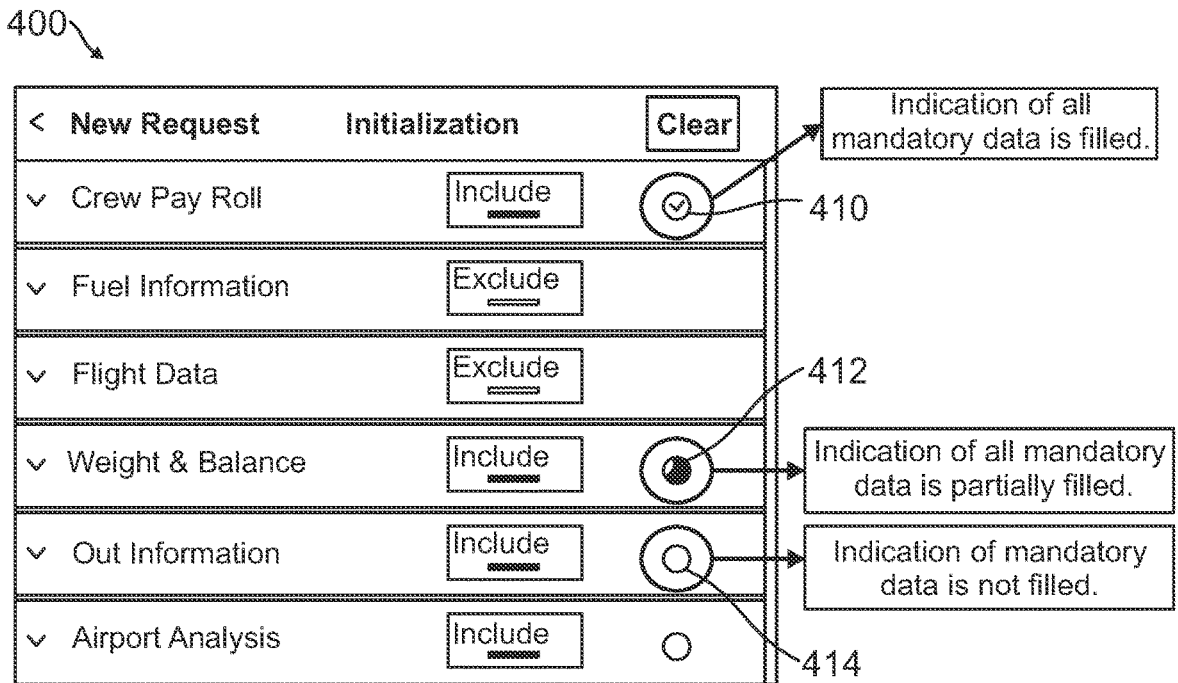 400
< New Request Initialization Clear
Indication of all
mandatory data is filled.
Crew Pay Roll Include
410
Fuel Information Exclude
Flight Data Exclude
412
Weight & Balance Include
Indication of all mandatory
data is partially filled.
Out Information Include
Indication of mandatory
data is not filled.
Airport Analysis Include
414